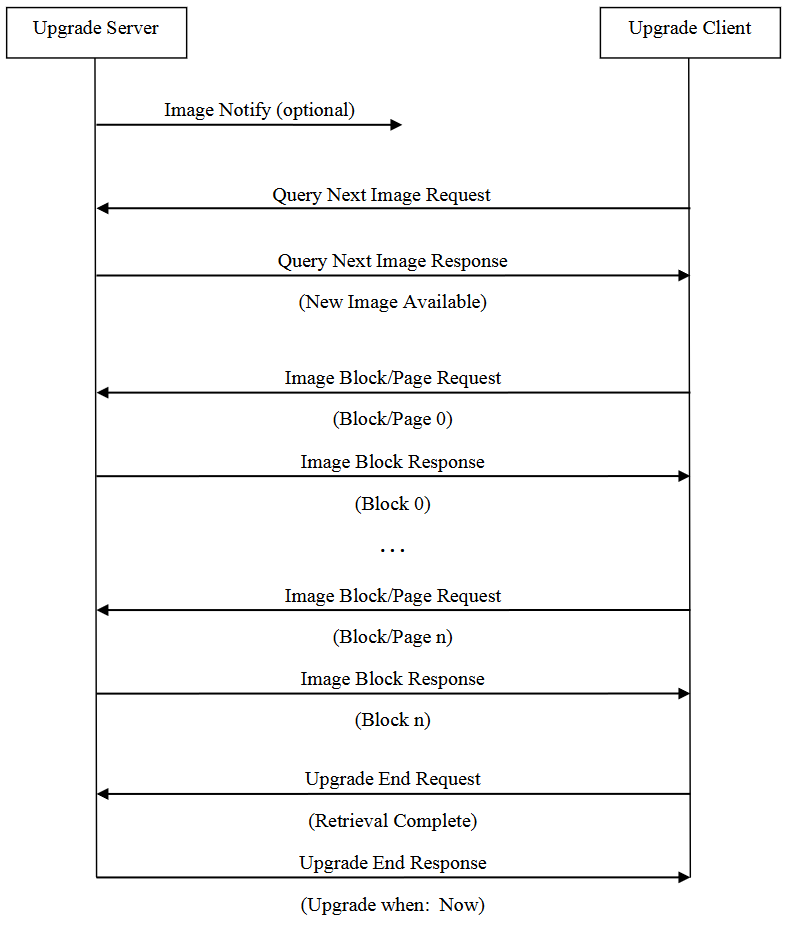 Upgrade Server
Upgrade Client
Image Notify (optional)
Query Next Image Request
Query Next Image Response
(New Image Available)
Image Block/Page Request
(Block/Page 0)
Image Block Response
(Block 0)
...
Image Block/Page Request
(Block/Page n)
Image Block Response
(Block n)
Upgrade End Request
(Retrieval Complete)
Upgrade End Response
(Upgrade when:  Now)